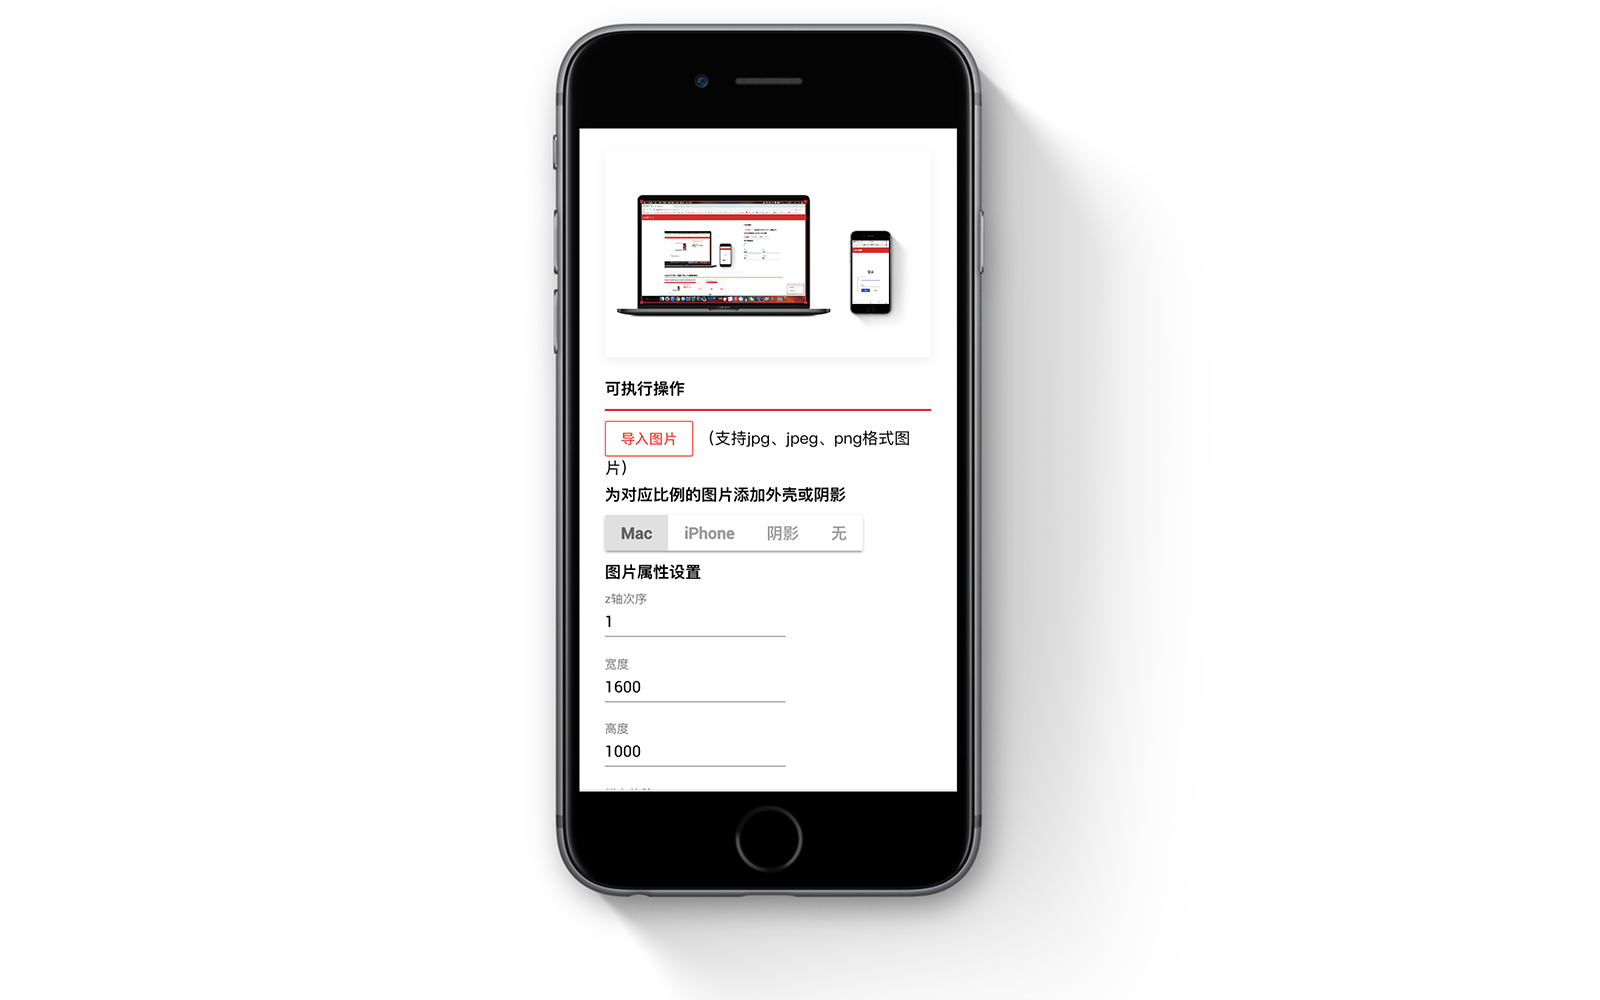 可执行操作
导入图片 （支持jpg、jpeg、png格式图
片）
为对应比例的图片添加外壳或阴影
Mac iPhone 阴影 无
图片属性设置
z轴次序
1
宽度
1600
高度
1000